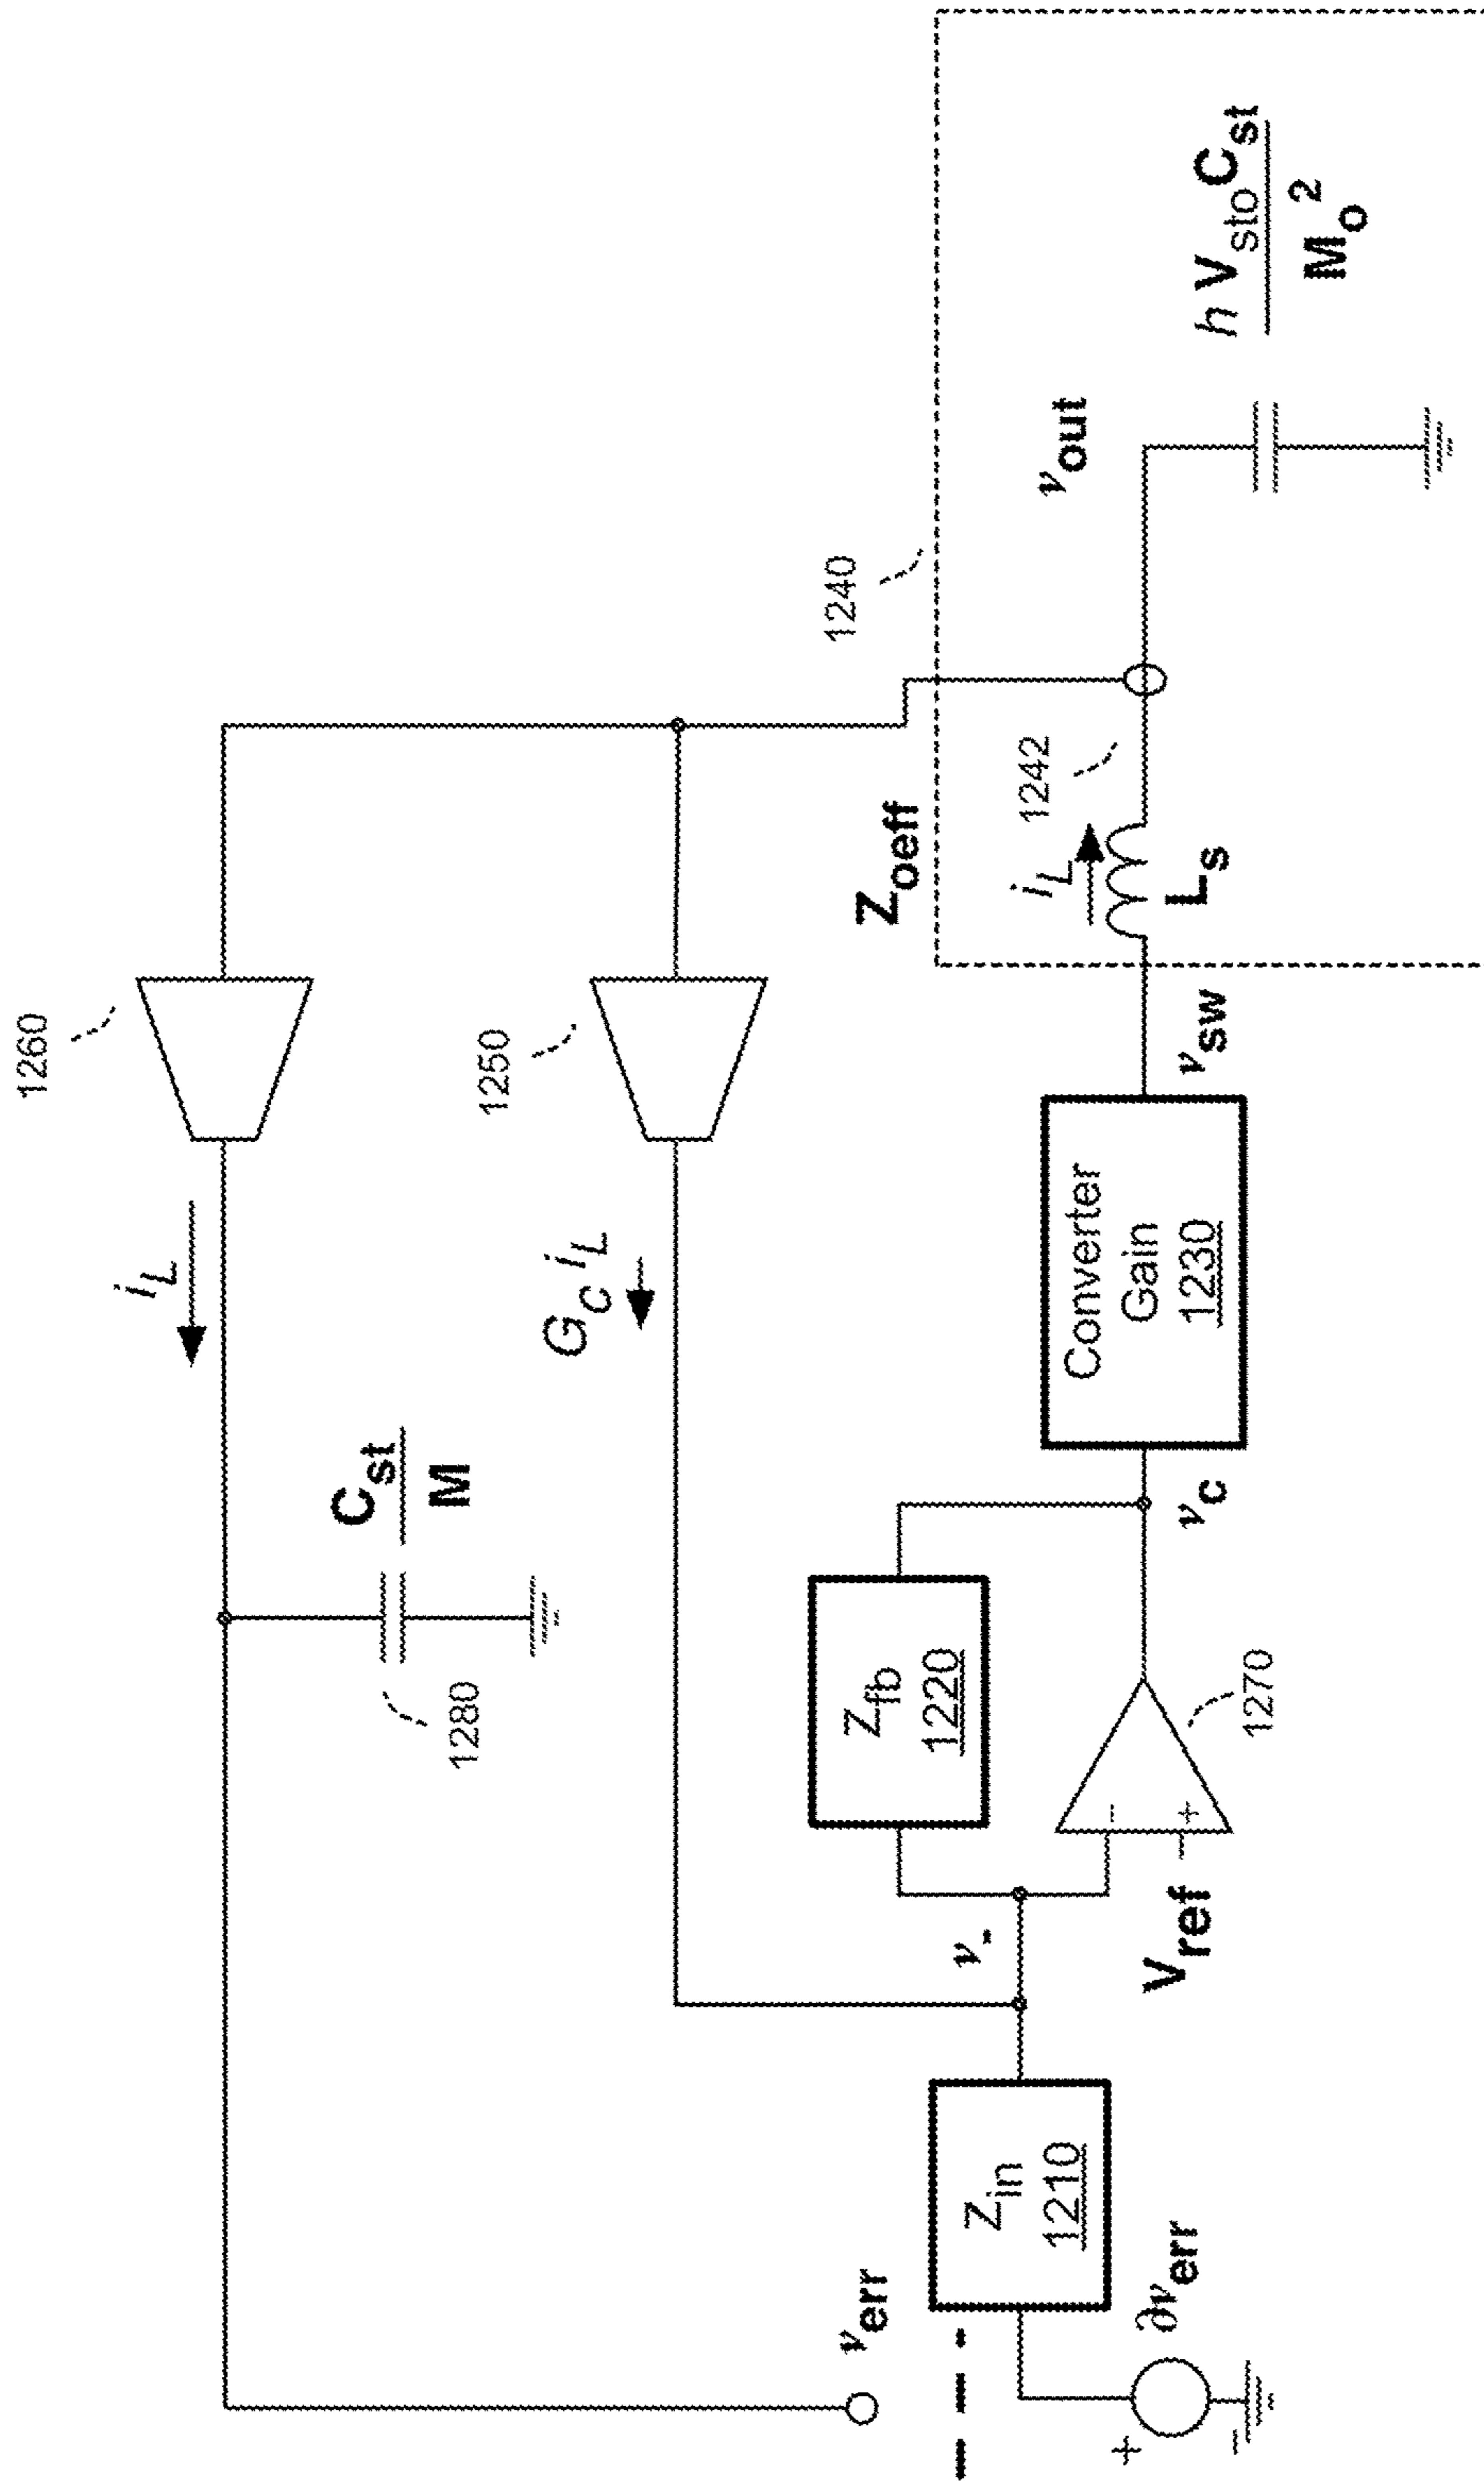 1260
i_L
C_st
M
1280
1250
G_C i_L
1240
Z_oeff
1242
i_L
L_s
v_out
h V_sto C_st
M_o^2
v_err
Z_in
1210
∂v_err
+
−
v_-
Z_fb
1220
V_ref
−
+
1270
v_c
Converter
Gain
1230
v_sw